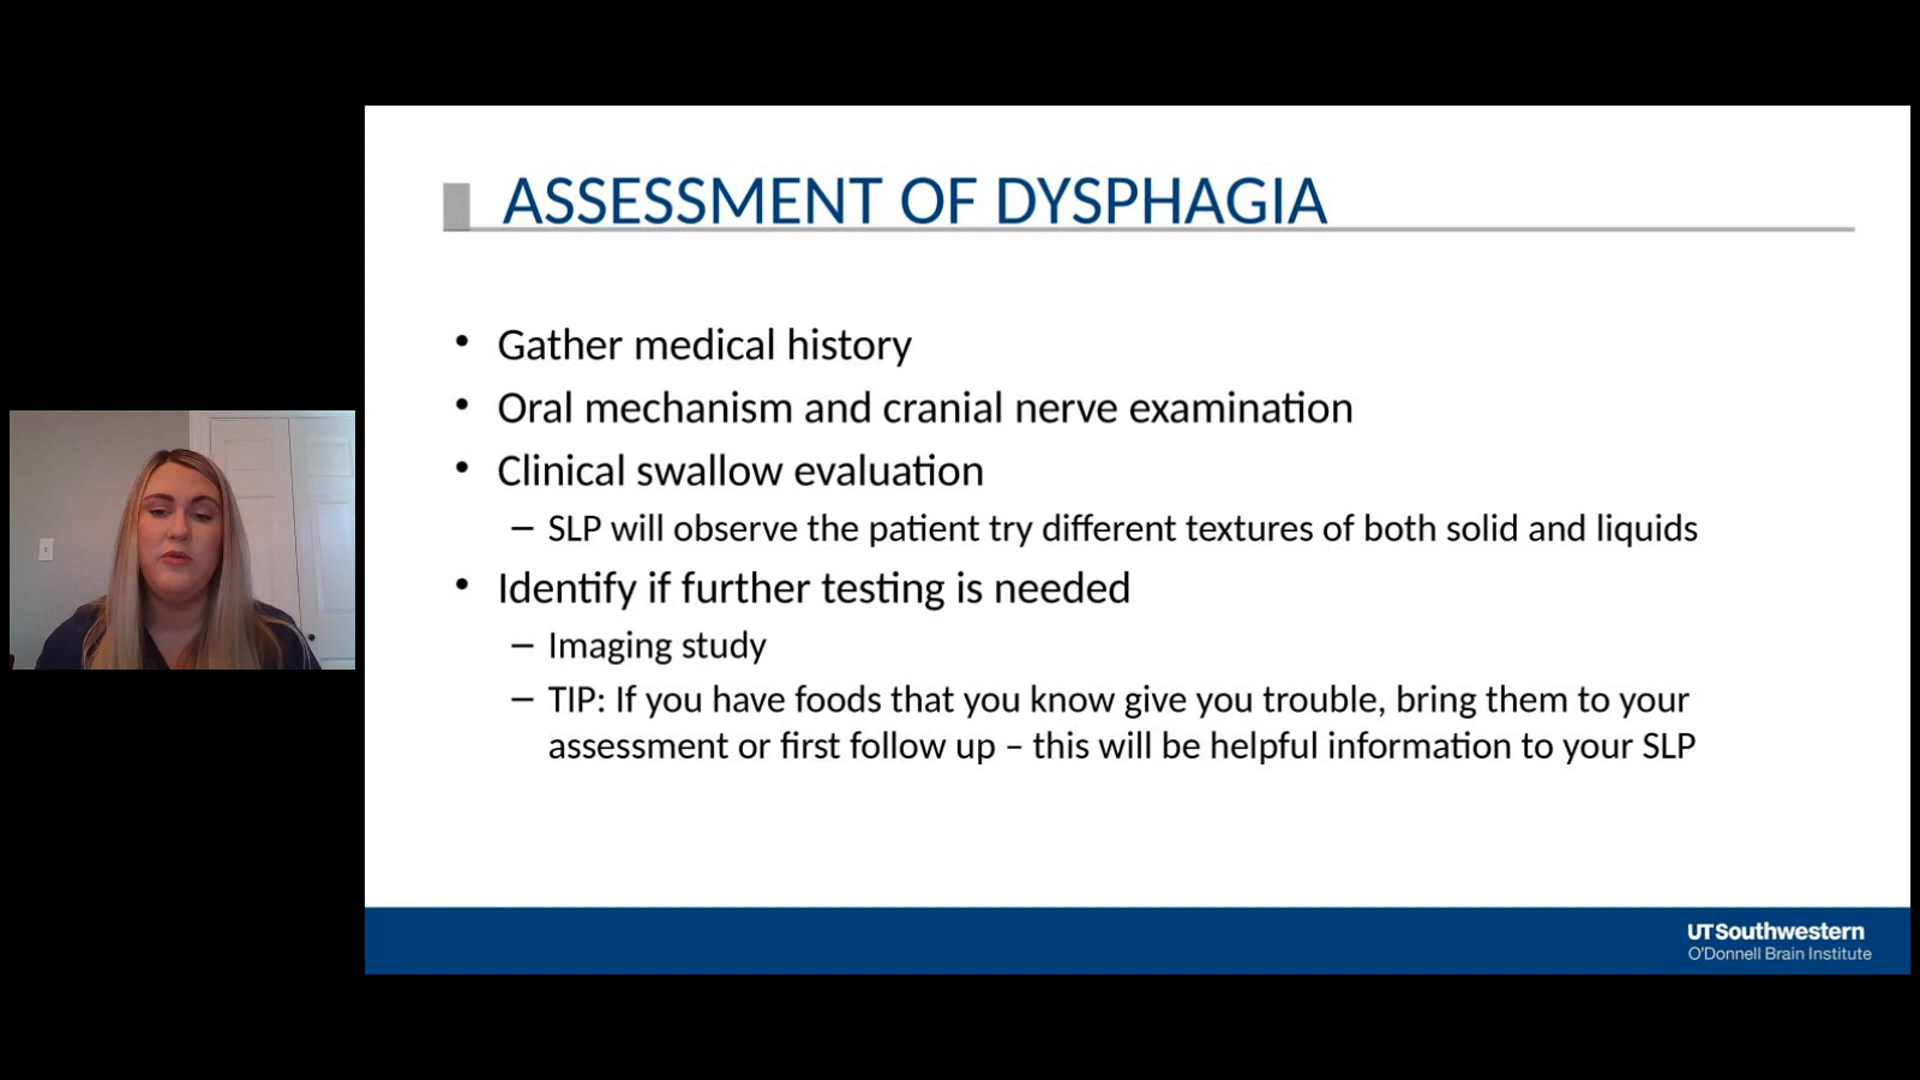 ASSESSMENT OF DYSPHAGIA
• Gather medical history
• Oral mechanism and cranial nerve examination
• Clinical swallow evaluation
– SLP will observe the patient try different textures of both solid and liquids
• Identify if further testing is needed
– Imaging study
– TIP: If you have foods that you know give you trouble, bring them to your
assessment or first follow up – this will be helpful information to your SLP
UTSouthwestern
O'Donnell Brain Institute